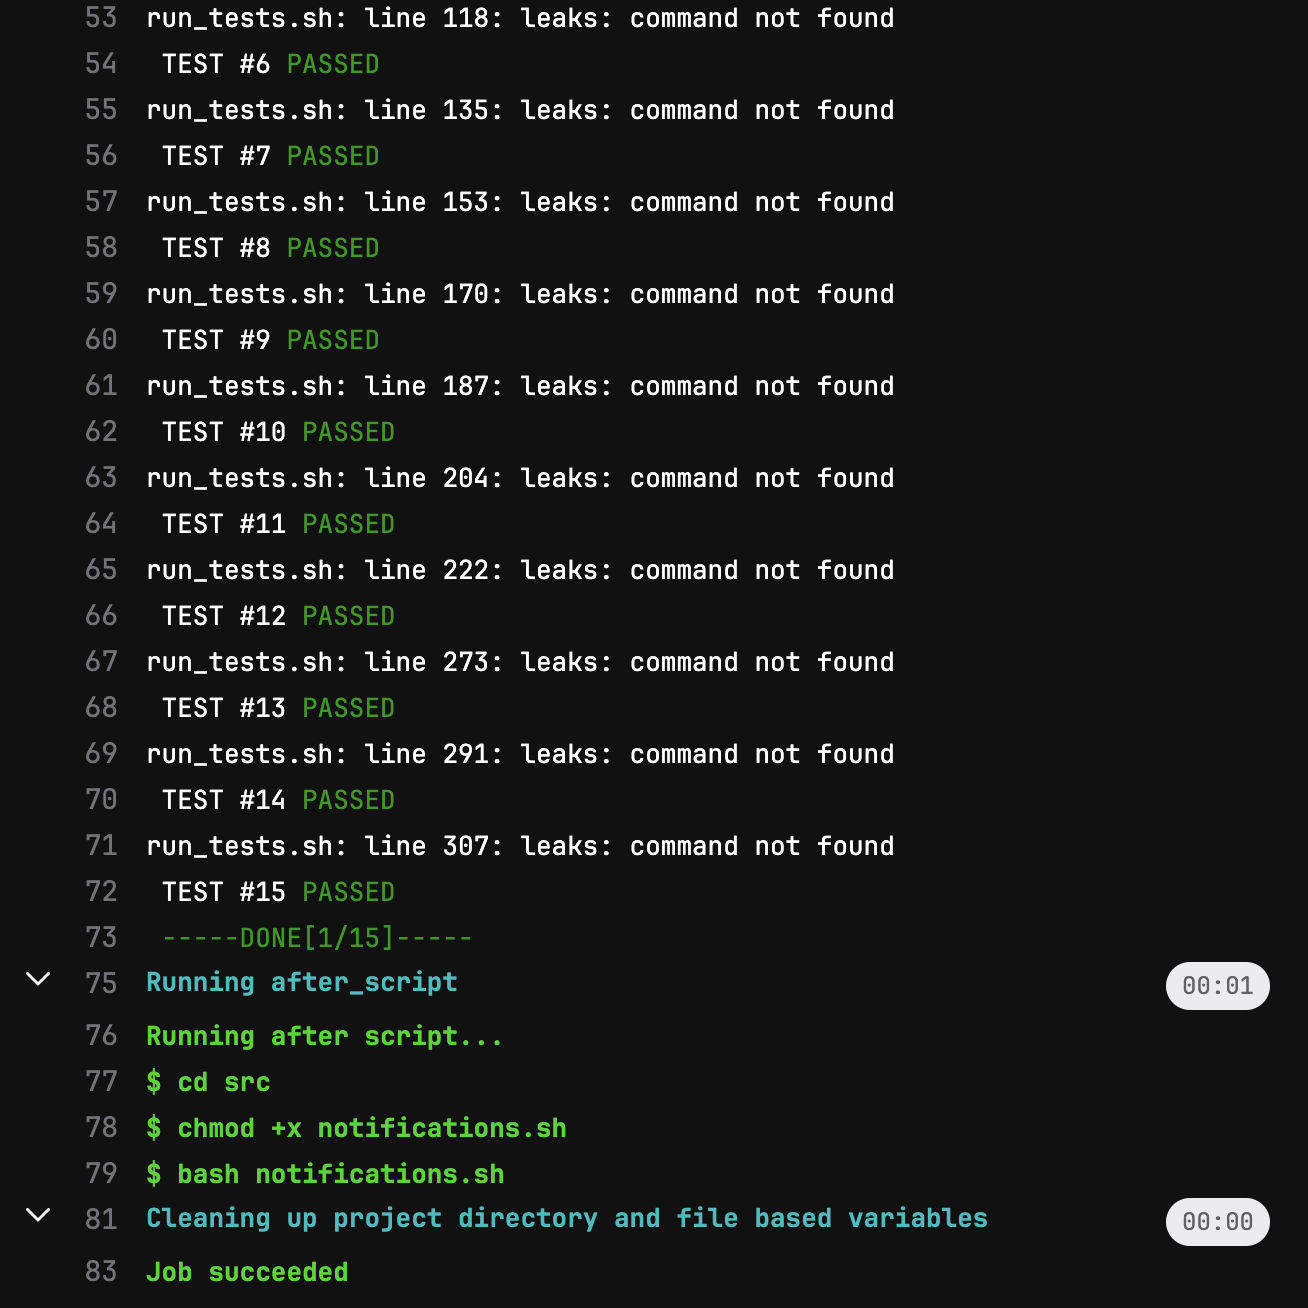 53 run_tests.sh: line 118: leaks: command not found
54 TEST #6 PASSED
55 run_tests.sh: line 135: leaks: command not found
56 TEST #7 PASSED
57 run_tests.sh: line 153: leaks: command not found
58 TEST #8 PASSED
59 run_tests.sh: line 170: leaks: command not found
60 TEST #9 PASSED
61 run_tests.sh: line 187: leaks: command not found
62 TEST #10 PASSED
63 run_tests.sh: line 204: leaks: command not found
64 TEST #11 PASSED
65 run_tests.sh: line 222: leaks: command not found
66 TEST #12 PASSED
67 run_tests.sh: line 273: leaks: command not found
68 TEST #13 PASSED
69 run_tests.sh: line 291: leaks: command not found
70 TEST #14 PASSED
71 run_tests.sh: line 307: leaks: command not found
72 TEST #15 PASSED
73 -----DONE[1/15]-----
75 Running after_script 00:01
76 Running after script...
77 $ cd src
78 $ chmod +x notifications.sh
79 $ bash notifications.sh
81 Cleaning up project directory and file based variables 00:00
83 Job succeeded